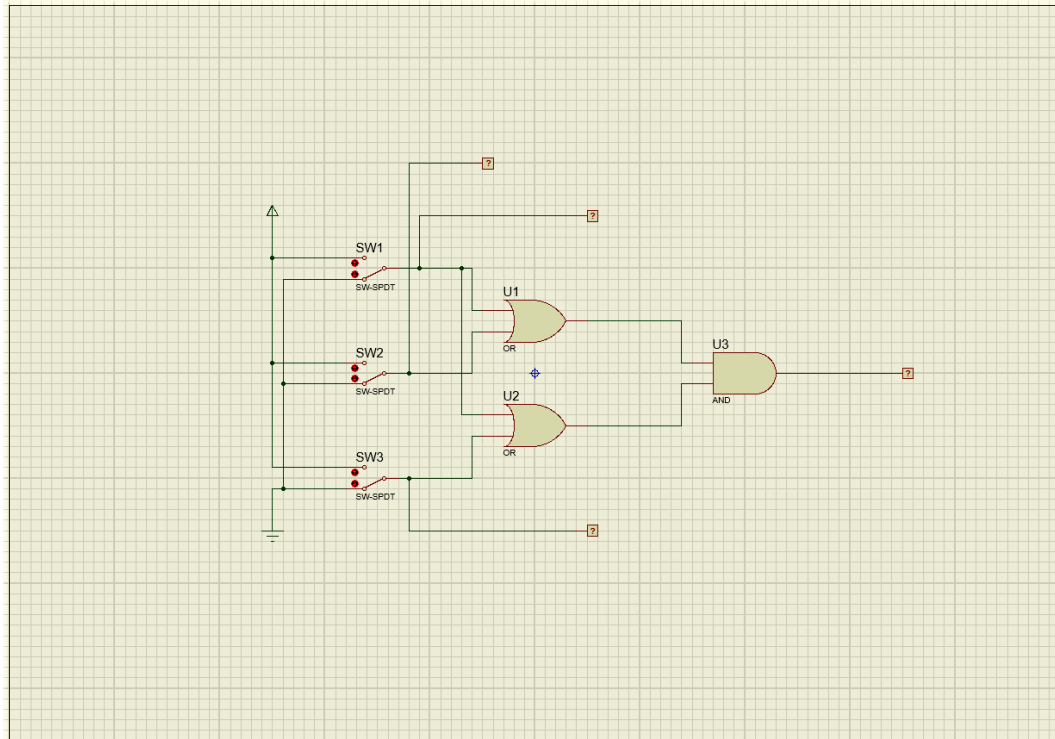 ?
?
SW1
SW-SPDT
U1
OR
SW2
SW-SPDT
U3
AND
?
U2
OR
SW3
SW-SPDT
?